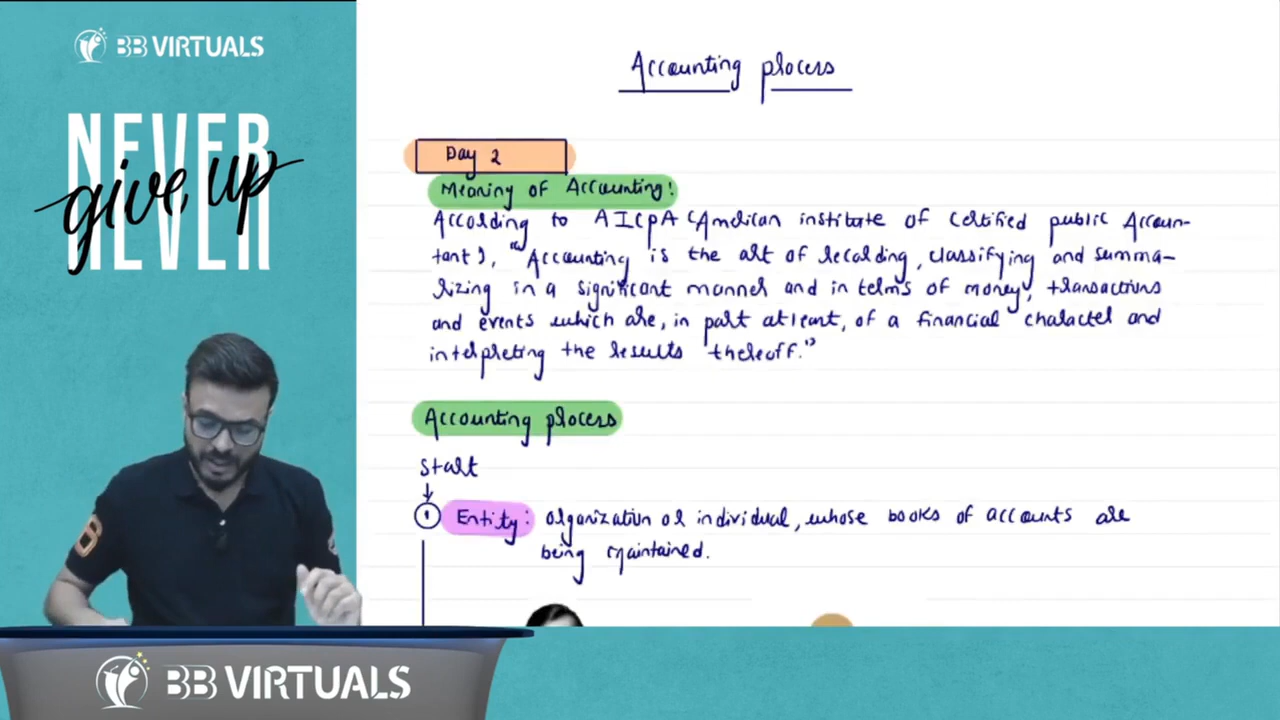 BB VIRTUALS
NEVER
give up
NEVER
Accounting process
Day 2
Meaning of Accounting:
According to AICPA (American institute of certified public Accoun-
tant), "Accounting is the art of recording, classifying and summa-
rizing in a significant manner and in terms of money, transactions
and events which are, in part atleast, of a financial character and
interpreting the results thereoff."
Accounting process
Start
1 Entity: organization or individual, whose books of accounts are
being maintained.
B
BB VIRTUALS